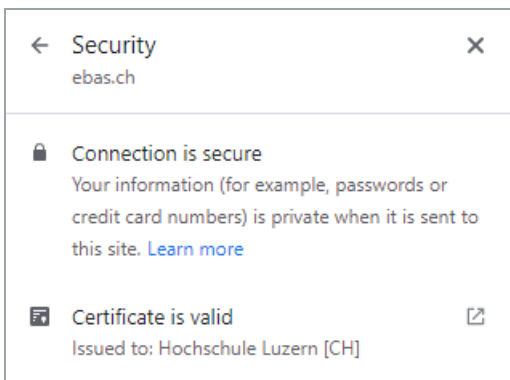 Security
ebas.ch
Connection is secure
Your information (for example, passwords or
credit card numbers) is private when it is sent to
this site. Learn more
Certificate is valid
Issued to: Hochschule Luzern [CH]